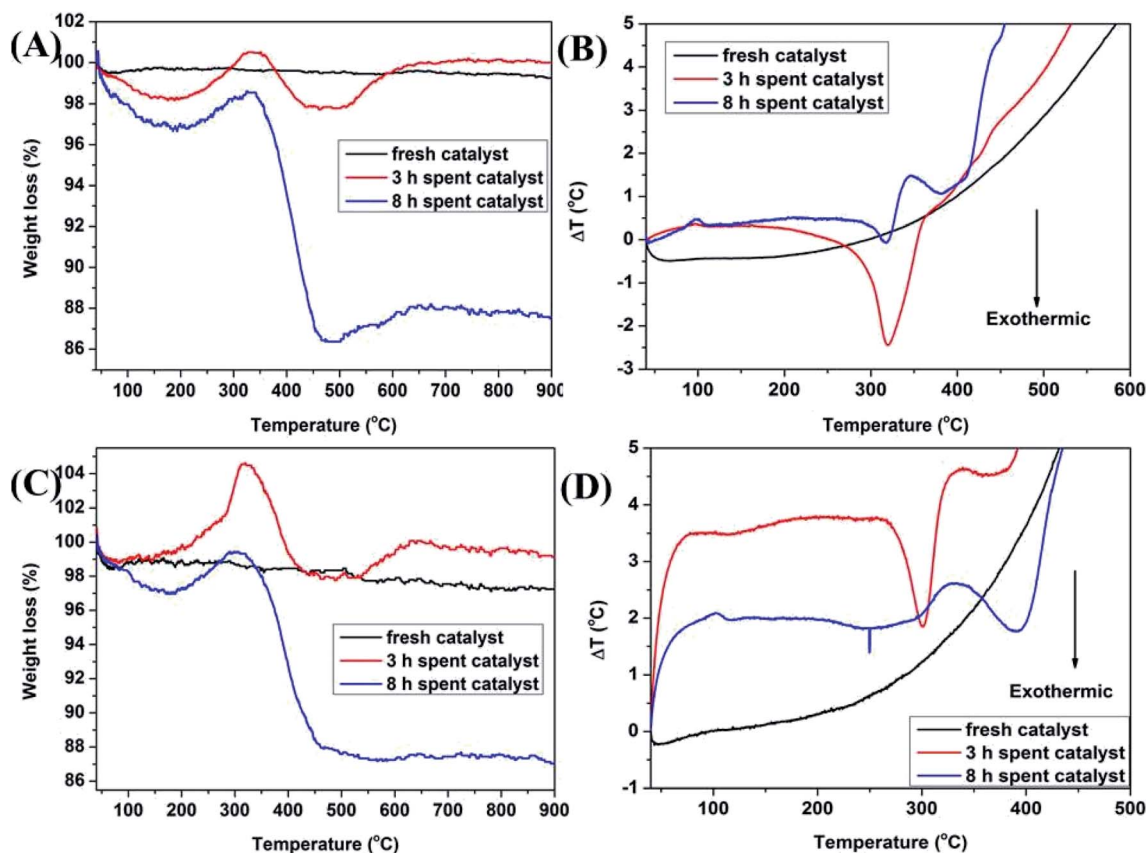 (A)
102
100
98
96
94
92
90
88
86
Weight loss (%)
fresh catalyst
3 h spent catalyst
8 h spent catalyst
100 200 300 400 500 600 700 800 900
Temperature (°C)
(B)
5
4
3
2
1
0
-1
-2
-3
ΔT (°C)
fresh catalyst
3 h spent catalyst
8 h spent catalyst
Exothermic
100 200 300 400 500 600
Temperature (°C)
(C)
104
102
100
98
96
94
92
90
88
86
Weight loss (%)
fresh catalyst
3 h spent catalyst
8 h spent catalyst
100 200 300 400 500 600 700 800 900
Temperature (°C)
(D)
5
4
3
2
1
0
-1
ΔT (°C)
Exothermic
fresh catalyst
3 h spent catalyst
8 h spent catalyst
100 200 300 400 500
Temperature (°C)